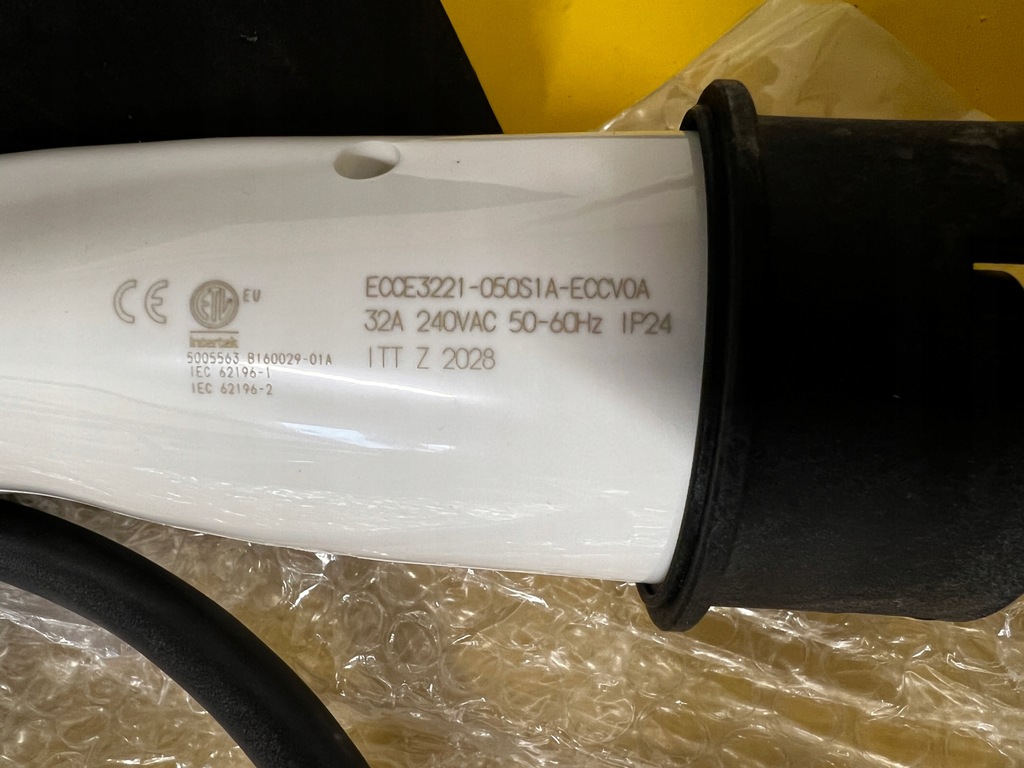 CE
ETL EU
Intertek
5005563 8160029-01A
IEC 62196-1
IEC 62196-2
ECCE3221-050S1A-ECCV0A
32A 240VAC 50-60Hz IP24
ITT Z 2028